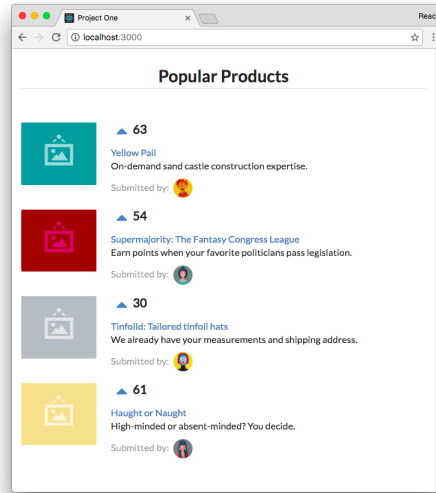 Project One
Reac
localhost:3000
Popular Products
63
Yellow Pail
On-demand sand castle construction expertise.
Submitted by:
54
Supermajority: The Fantasy Congress League
Earn points when your favorite politicians pass legislation.
Submitted by:
30
Tinfoild: Tailored tinfoil hats
We already have your measurements and shipping address.
Submitted by:
61
Haught or Naught
High-minded or absent-minded? You decide.
Submitted by: